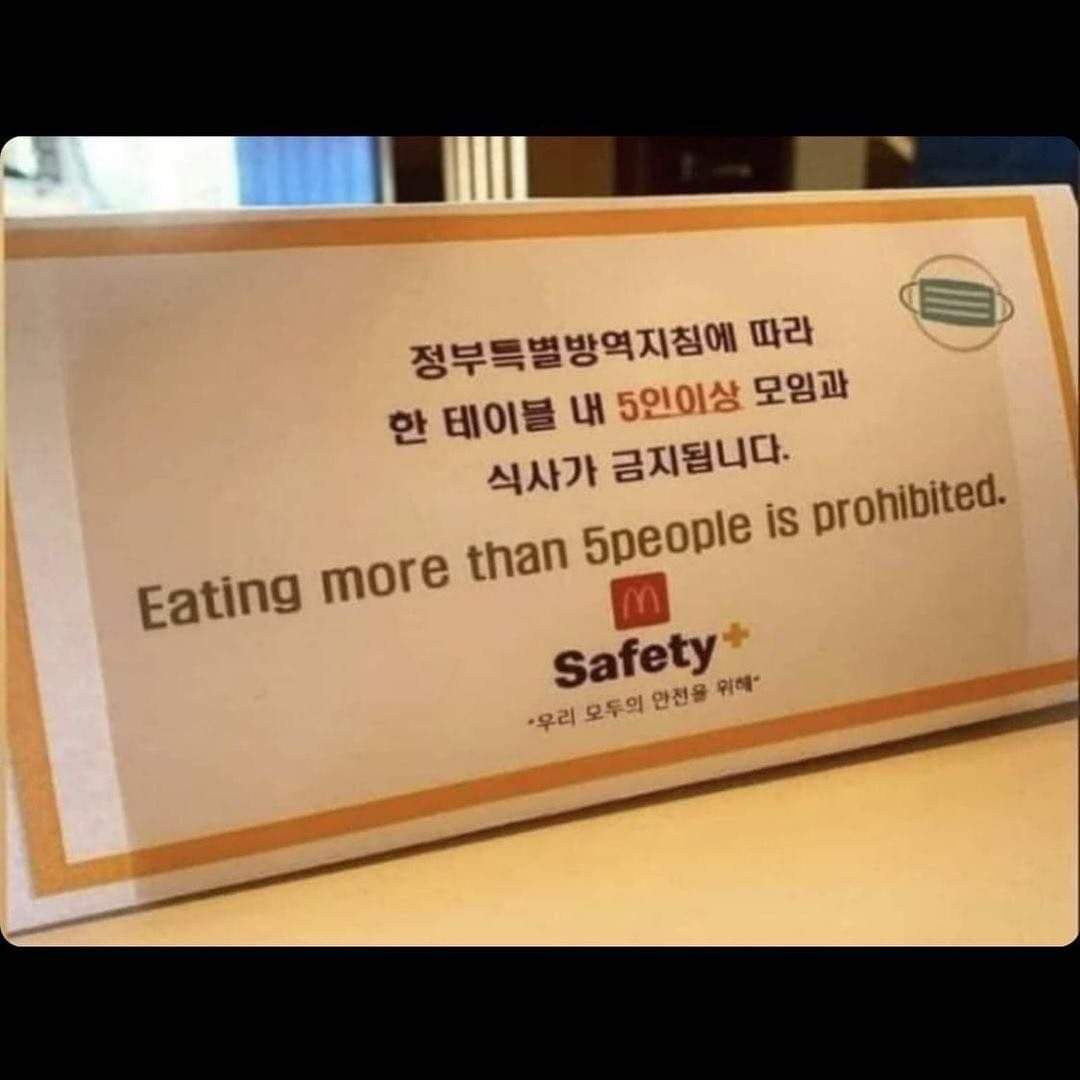 정부특별방역지침에 따라
한 테이블 내 5인이상 모임과
식사가 금지됩니다.
Eating more than 5people is prohibited.
M
Safety+
"우리 모두의 안전을 위해"